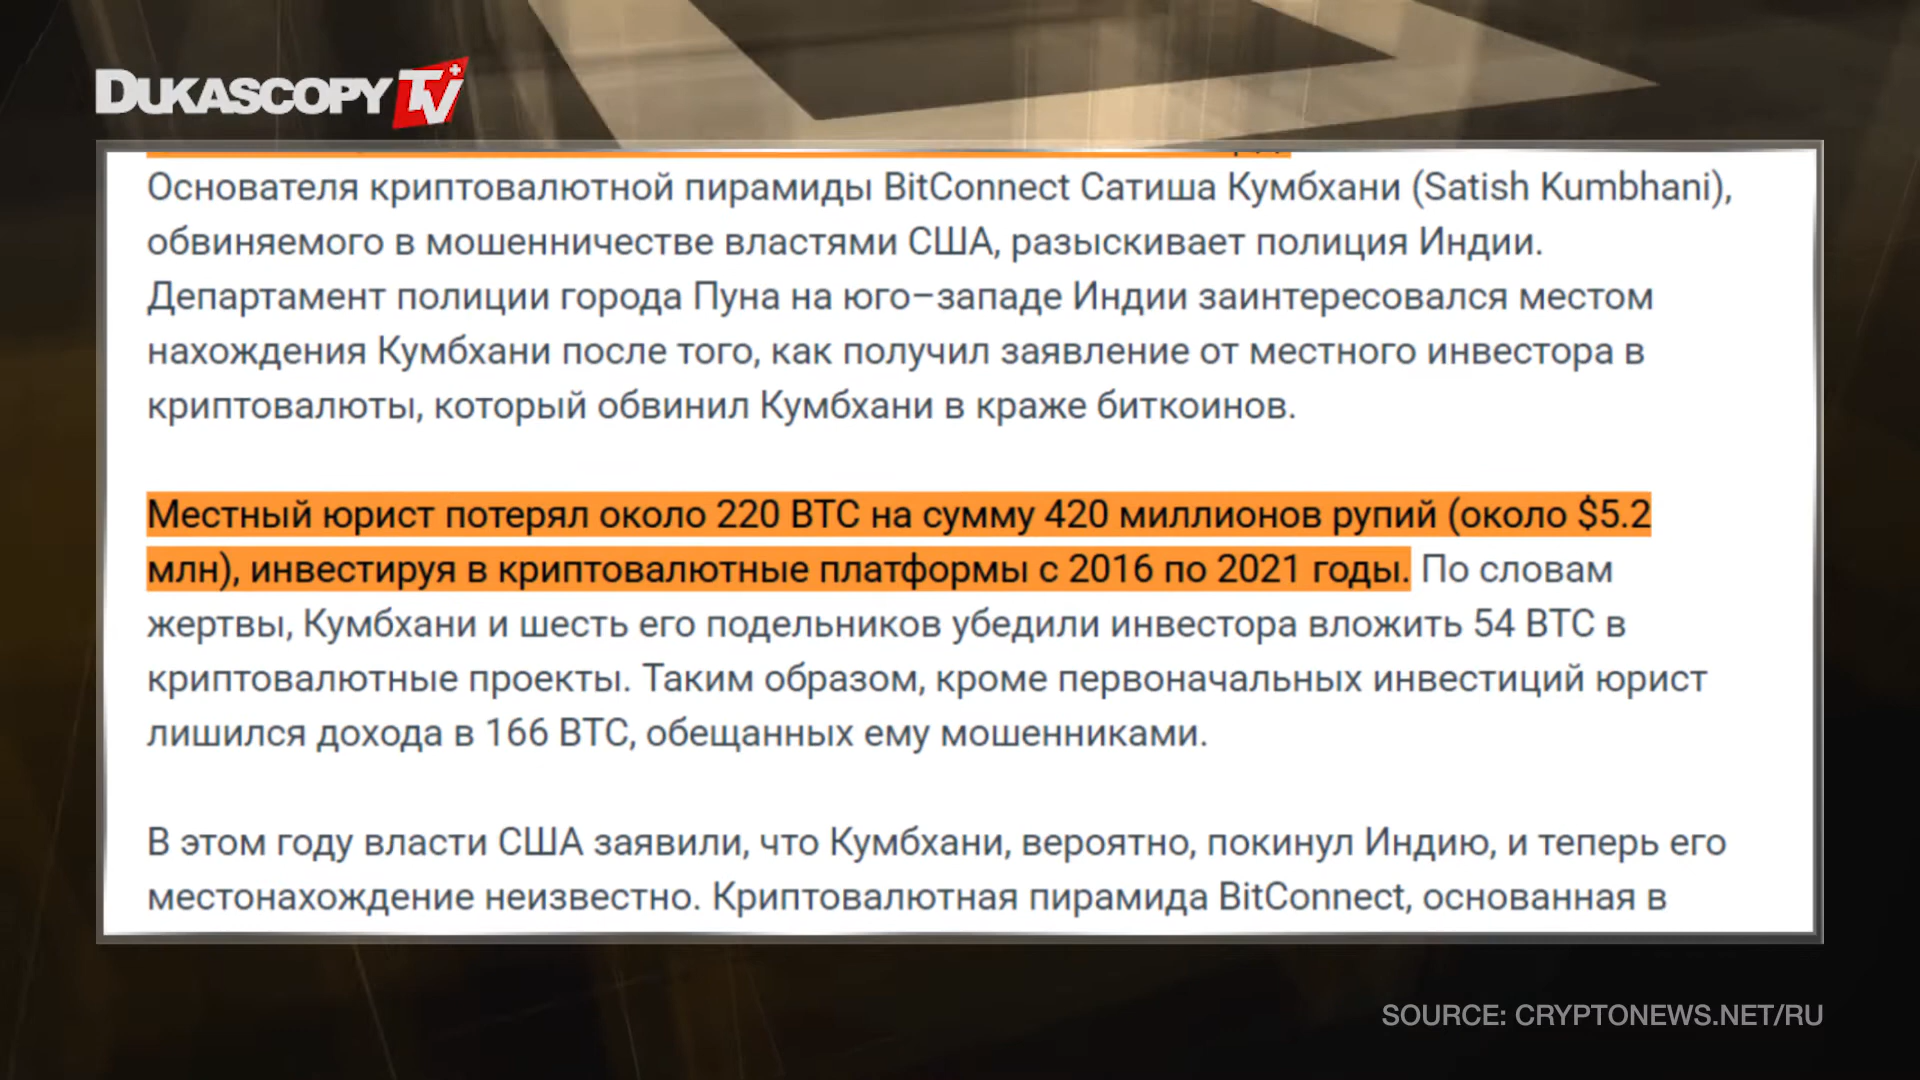 DUKASCOPY TV
Основателя криптовалютной пирамиды BitConnect Сатиша Кумбхани (Satish Kumbhani),
обвиняемого в мошенничестве властями США, разыскивает полиция Индии.
Департамент полиции города Пуна на юго–западе Индии заинтересовался местом
нахождения Кумбхани после того, как получил заявление от местного инвестора в
криптовалюты, который обвинил Кумбхани в краже биткоинов.
Местный юрист потерял около 220 BTC на сумму 420 миллионов рупий (около $5.2
млн), инвестируя в криптовалютные платформы с 2016 по 2021 годы. По словам
жертвы, Кумбхани и шесть его подельников убедили инвестора вложить 54 BTC в
криптовалютные проекты. Таким образом, кроме первоначальных инвестиций юрист
лишился дохода в 166 BTC, обещанных ему мошенниками.
В этом году власти США заявили, что Кумбхани, вероятно, покинул Индию, и теперь его
местонахождение неизвестно. Криптовалютная пирамида BitConnect, основанная в
SOURCE: CRYPTONEWS.NET/RU